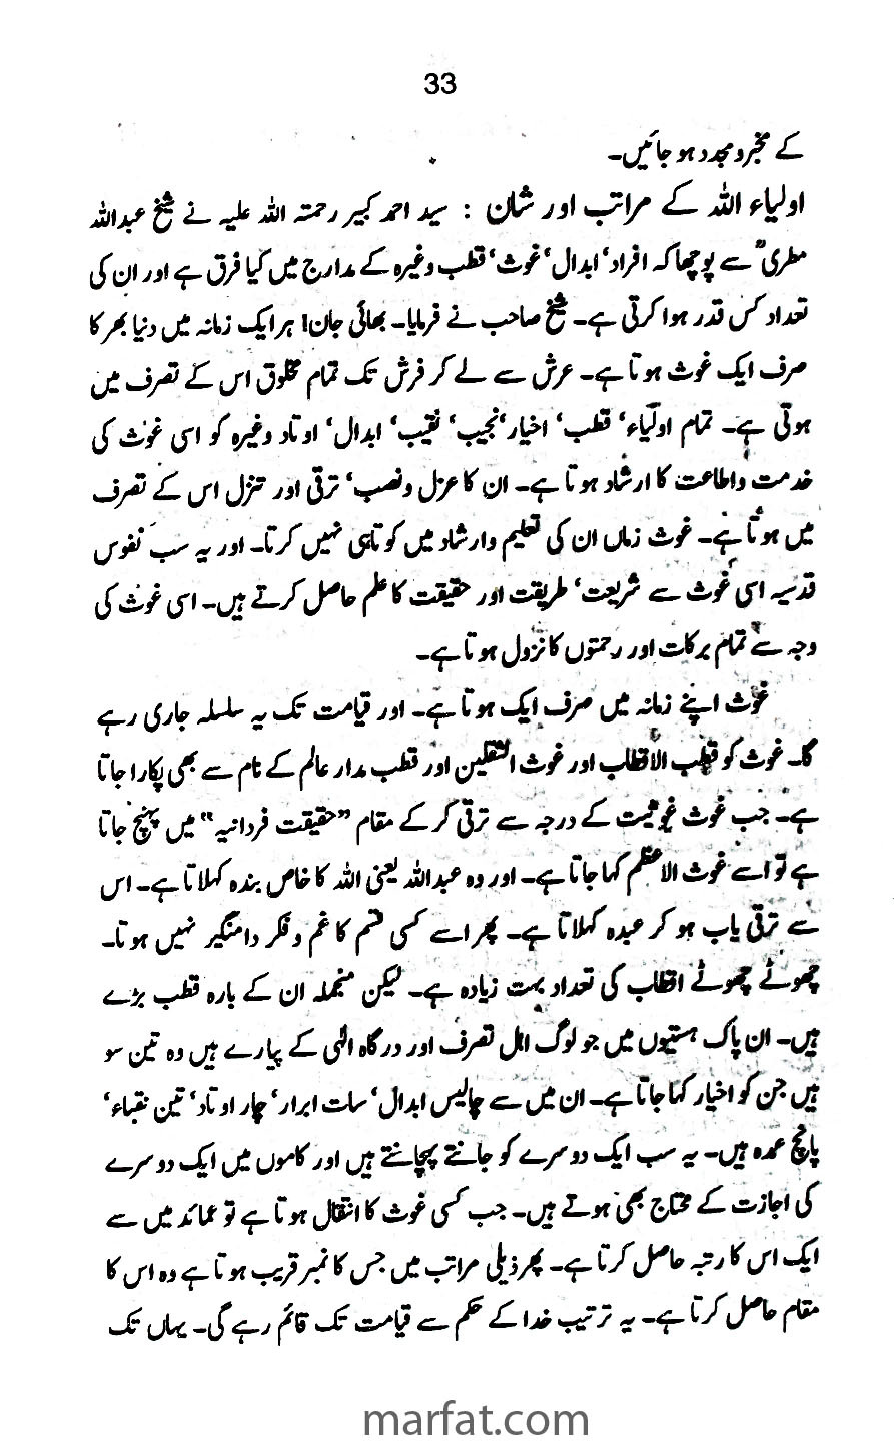 33
کے مخبر و مجدد ہو جائیں۔
اولیاء اللہ کے مراتب اور شان : سید احمد کبیر رحمتہ اللہ علیہ نے شیخ عبداللہ
مطریؒ سے پوچھا کہ افراد‘ ابدال‘ غوث‘ قطب وغیرہ کے مدارج میں کیا فرق ہے اور ان کی
تعداد کس قدر ہوا کرتی ہے۔ شیخ صاحب نے فرمایا۔ بھائی جان! ہر ایک زمانہ میں دنیا بھر کا
صرف ایک غوث ہوتا ہے۔ عرش سے لے کر فرش تک تمام مخلوق اس کے تصرف میں
ہوتی ہے۔ تمام اولیاء‘ قطب‘ اخیار‘ نجیب‘ نقیب‘ ابدال‘ اوتاد وغیرہ کو اسی غوث کی
خدمت و اطاعت کا ارشاد ہوتا ہے۔ ان کا عزل و نصب‘ ترقی اور تنزل اس کے تصرف
میں ہوتا ہے۔ غوث زماں ان کی تعلیم و ارشاد میں کوتاہی نہیں کرتا۔ اور یہ سب نفوس
قدسیہ اسی غوث سے شریعت‘ طریقت اور حقیقت کا علم حاصل کرتے ہیں۔ اسی غوث کی
وجہ سے تمام برکات اور رحمتوں کا نزول ہوتا ہے۔
غوث اپنے زمانہ میں صرف ایک ہوتا ہے۔ اور قیامت تک یہ سلسلہ جاری رہے
گا۔ غوث کو قطب الاقطاب اور غوث الثقلین اور قطب مدار عالم کے نام سے بھی پکارا جاتا
ہے۔ جب غوث غوثیت کے درجہ سے ترقی کر کے مقام ”حقیقت فردانیہ“ میں پہنچ جاتا
ہے تو اسے غوث الاعظم کہا جاتا ہے۔ اور وہ عبداللہ یعنی اللہ کا خاص بندہ کہلاتا ہے۔ اس
سے ترقی یاب ہو کر عبدہ کہلاتا ہے۔ پھر اسے کسی قسم کا غم و فکر دامنگیر نہیں ہوتا۔
چھوٹے چھوٹے اقطاب کی تعداد بہت زیادہ ہے۔ لیکن منجملہ ان کے بارہ قطب بڑے
ہیں۔ ان پاک ہستیوں میں جو لوگ اہل تصرف اور درگاہ الٰہی کے پیارے ہیں وہ تین سو
ہیں جن کو اخیار کہا جاتا ہے۔ ان میں سے چالیس ابدال‘ سات ابرار‘ چار اوتاد‘ تین نقباء‘
پانچ عمدہ ہیں۔ یہ سب ایک دوسرے کو جانتے پہچانتے ہیں اور کاموں میں ایک دوسرے
کی اجازت کے محتاج بھی ہوتے ہیں۔ جب کسی غوث کا انتقال ہوتا ہے تو عمائد میں سے
ایک اس کا رتبہ حاصل کرتا ہے۔ پھر ذیلی مراتب میں جس کا نمبر قریب ہوتا ہے وہ اس کا
مقام حاصل کرتا ہے۔ یہ ترتیب خدا کے حکم سے قیامت تک قائم رہے گی۔ یہاں تک
marfat.com